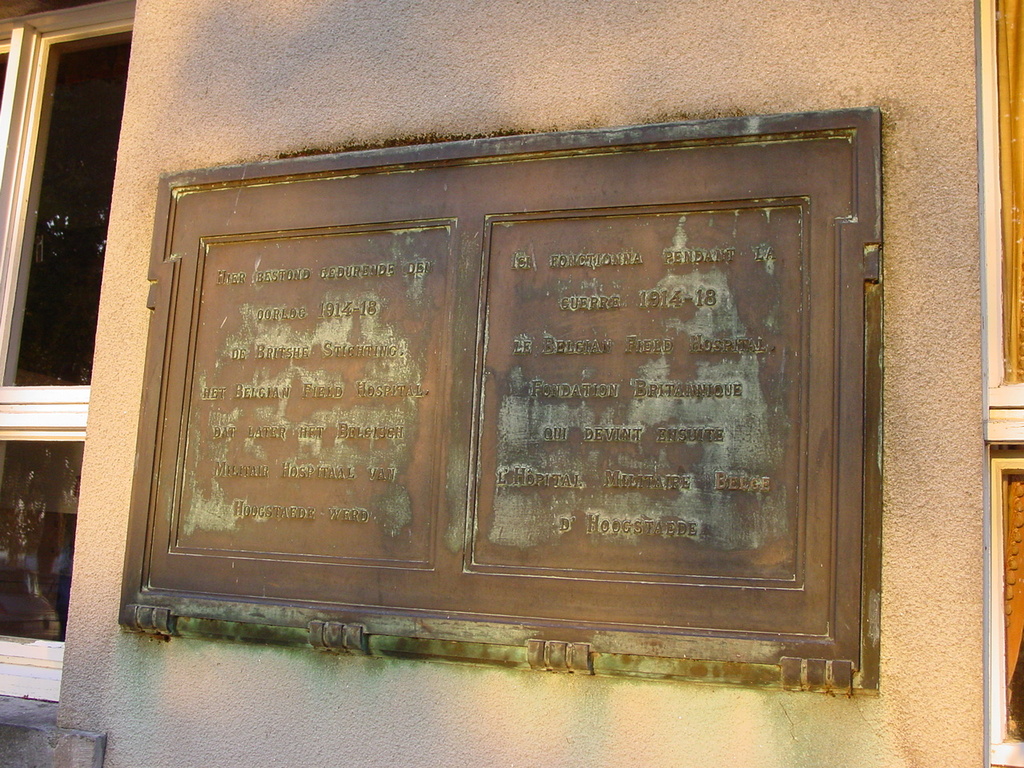 HIER BESTOND GEDURENDE DEN
OORLOG 1914-18
DE BRITSHE STICHTING.
HET BELGIAN FIELD HOSPITAL.
DAT LATER HET BELGISCH
MILITAIR HOSPITAAL VAN
HOOGSTAEDE WERD.
ICI FONCTIONNA PENDANT LA
GUERRE 1914-18
LE BELGIAN FIELD HOSPITAL.
FONDATION BRITANNIQUE
QUI DEVINT ENSUITE
L'HOPITAL MILITAIRE BELGE
D'HOOGSTAEDE